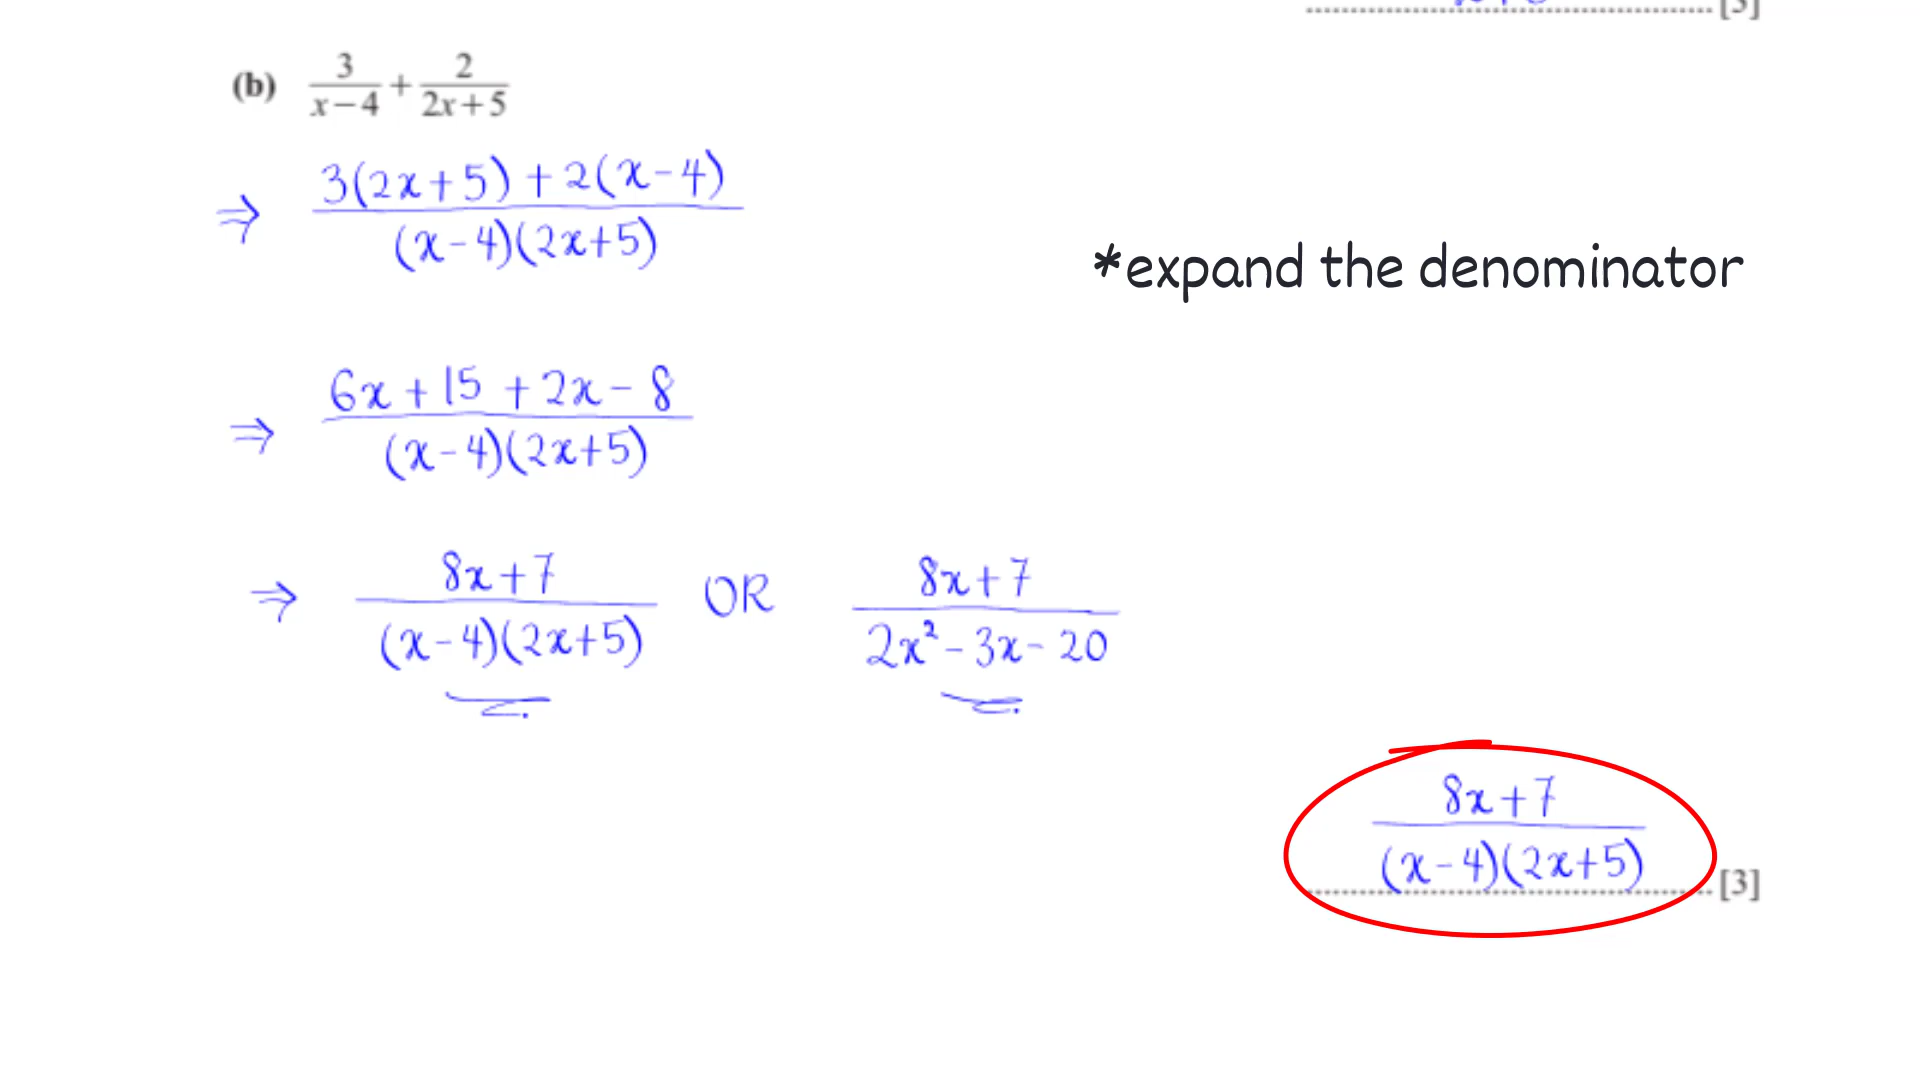 [3]
(b) 3/(x−4) + 2/(2x+5)
⇒ (3(2x+5) + 2(x−4))/((x−4)(2x+5))
*expand the denominator
⇒ (6x + 15 + 2x − 8)/((x−4)(2x+5))
⇒ (8x+7)/((x−4)(2x+5)) OR (8x+7)/(2x² − 3x − 20)
(8x+7)/((x−4)(2x+5)) [3]